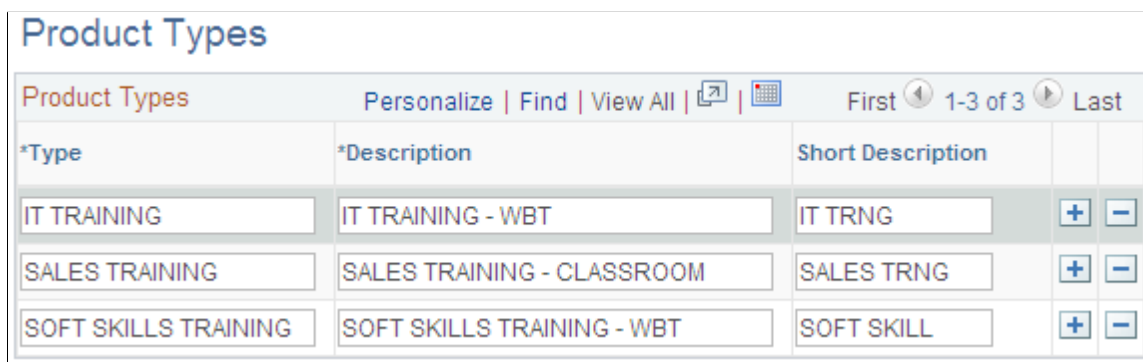 Product Types
Product Types Personalize | Find | View All | | First 1-3 of 3 Last
*Type *Description Short Description
IT TRAINING IT TRAINING - WBT IT TRNG + −
SALES TRAINING SALES TRAINING - CLASSROOM SALES TRNG + −
SOFT SKILLS TRAINING SOFT SKILLS TRAINING - WBT SOFT SKILL + −